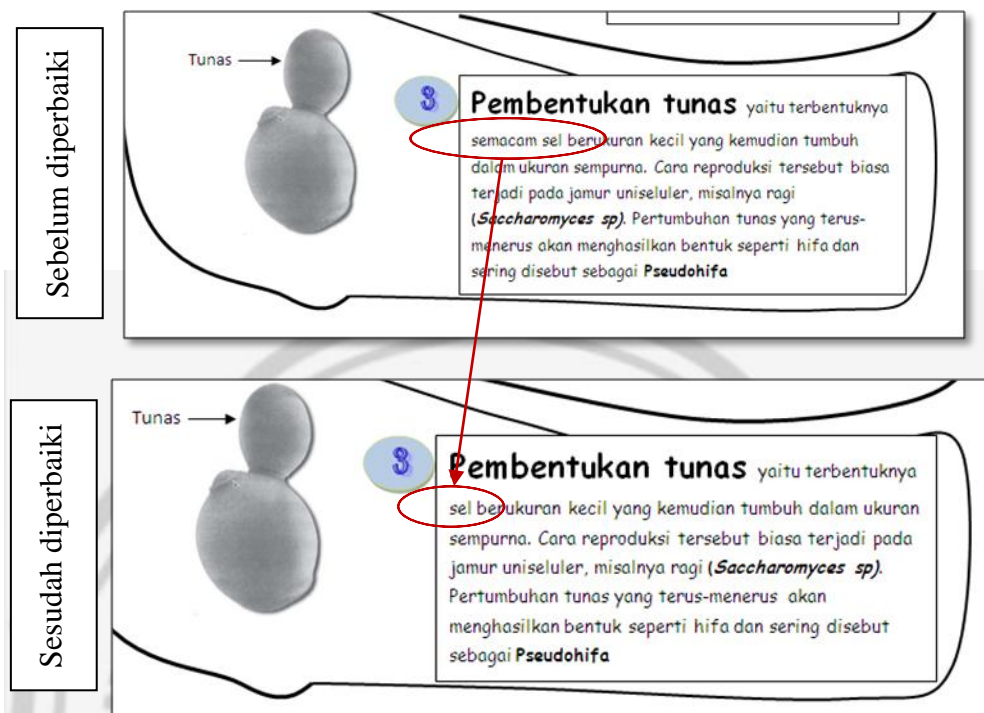 Sebelum diperbaiki
Tunas
3
Pembentukan tunas yaitu terbentuknya
semacam sel berukuran kecil yang kemudian tumbuh
dalam ukuran sempurna. Cara reproduksi tersebut biasa
terjadi pada jamur uniseluler, misalnya ragi
(Saccharomyces sp). Pertumbuhan tunas yang terus-
menerus akan menghasilkan bentuk seperti hifa dan
sering disebut sebagai Pseudohifa
Sesudah diperbaiki
Tunas
3
Pembentukan tunas yaitu terbentuknya
sel berukuran kecil yang kemudian tumbuh dalam ukuran
sempurna. Cara reproduksi tersebut biasa terjadi pada
jamur uniseluler, misalnya ragi (Saccharomyces sp).
Pertumbuhan tunas yang terus-menerus akan
menghasilkan bentuk seperti hifa dan sering disebut
sebagai Pseudohifa